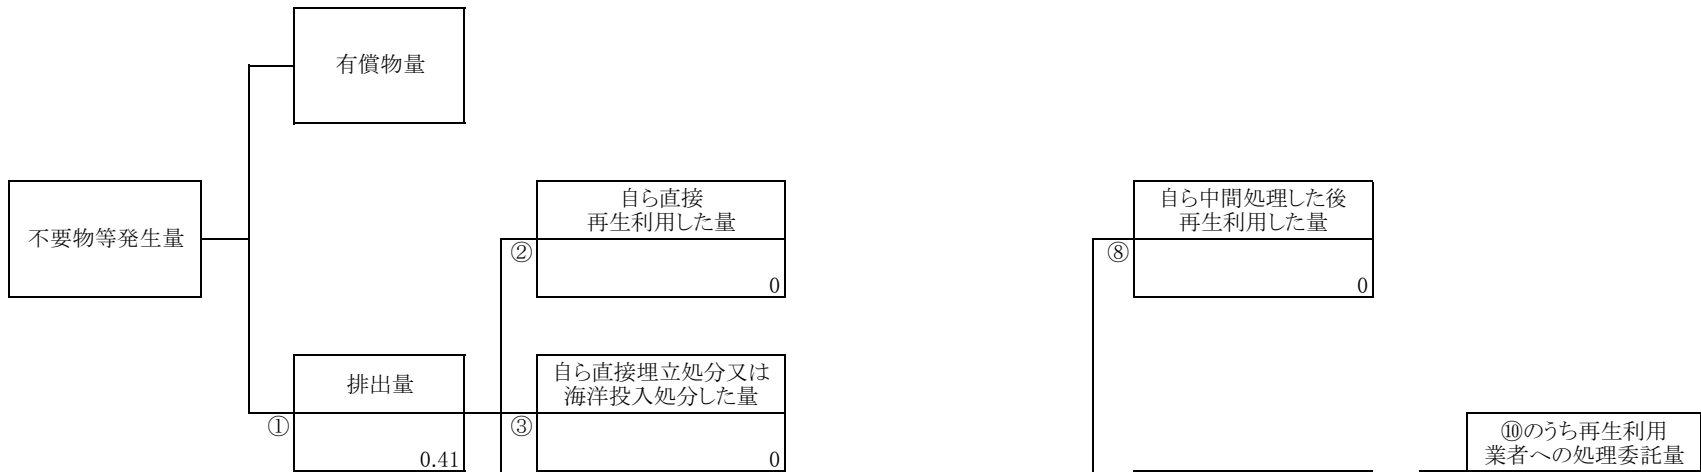 有償物量
自ら直接
再生利用した量
自ら中間処理した後
再生利用した量
不要物等発生量
②
⑧
0
0
排出量
自ら直接埋立処分又は
海洋投入処分した量
①
③
⑩のうち再生利用
業者への処理委託量
0.41
0